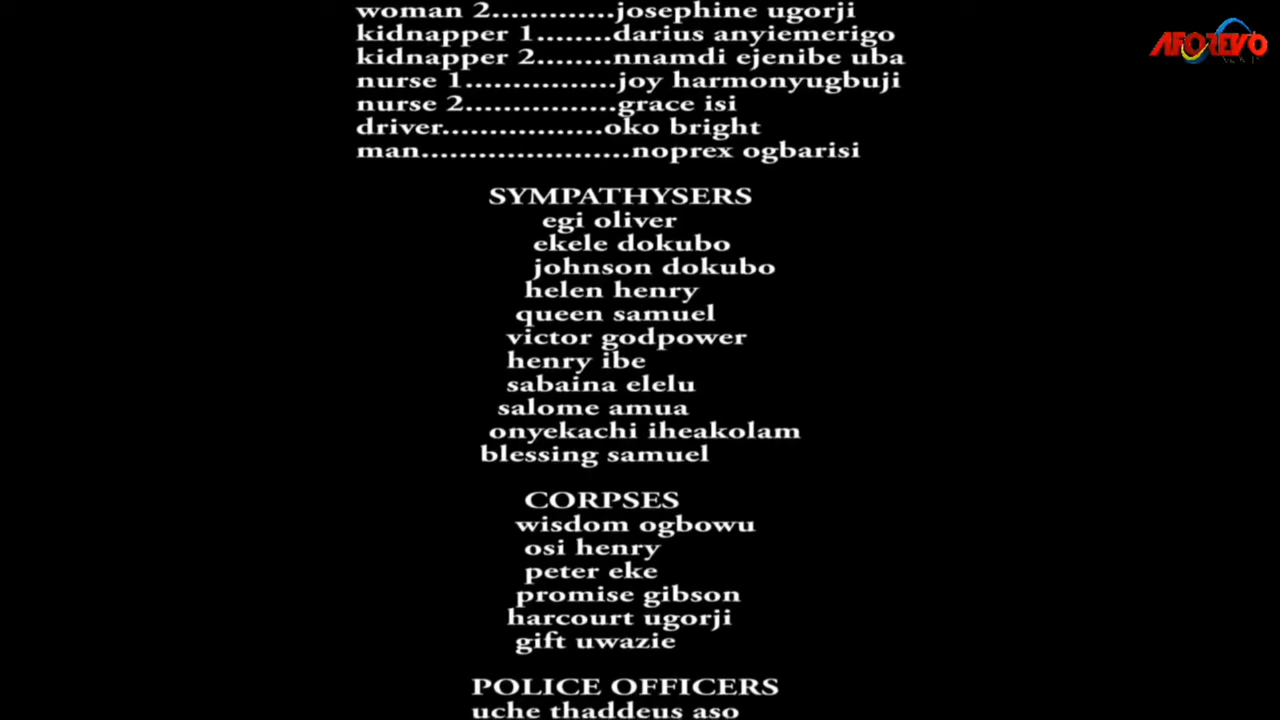 woman 2.............josephine ugorji
kidnapper 1........darius anyiemerigo
kidnapper 2........nnamdi ejenibe uba
nurse 1................joy harmonyugbuji
nurse 2................grace isi
driver.................oko bright
man......................noprex ogbarisi
SYMPATHYSERS
egi oliver
ekele dokubo
johnson dokubo
helen henry
queen samuel
victor godpower
henry ibe
sabaina elelu
salome amua
onyekachi iheakolam
blessing samuel
CORPSES
wisdom ogbowu
osi henry
peter eke
promise gibson
harcourt ugorji
gift uwazie
POLICE OFFICERS
uche thaddeus aso
AFOREVO